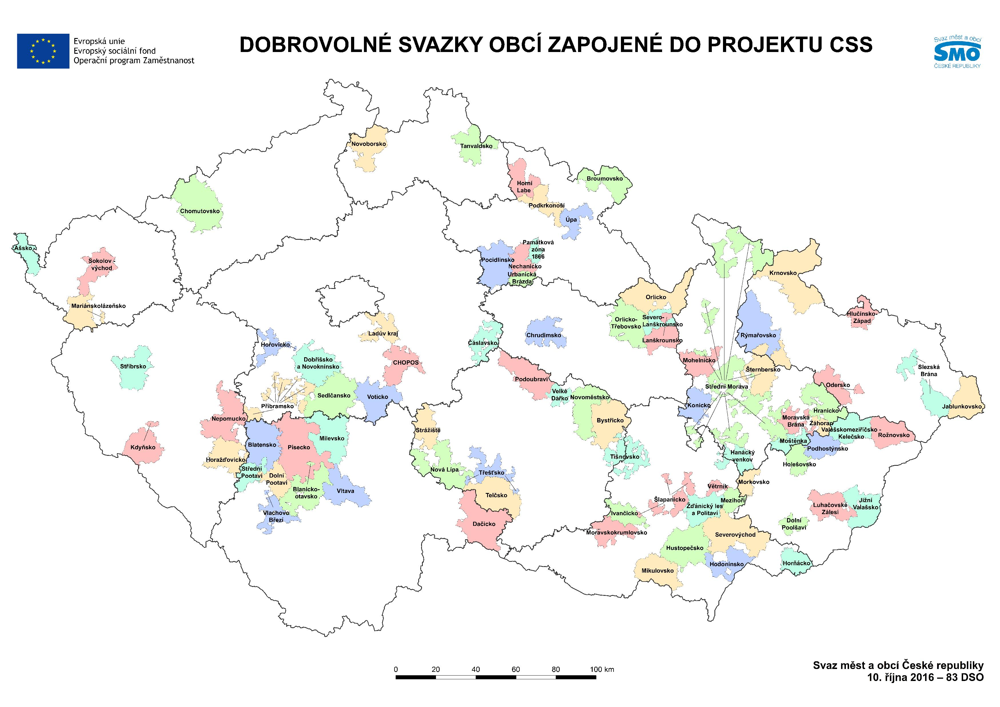 Evropská unie
Evropský sociální fond
Operační program Zaměstnanost
DOBROVOLNÉ SVAZKY OBCÍ ZAPOJENÉ DO PROJEKTU CSS
Svaz měst a obcí
SMO
ČESKÉ REPUBLIKY
Novoborsko
Tanvaldsko
Broumovsko
Horní
Labe
Podkrkonoší
Chomutovsko
Úpa
Ašsko
Památková
zóna
1866
Pocidlinsko
Nechanicko
Urbanická
Brázda
Sokolov -
východ
Krnovsko
Mariánskolázeňsko
Orlicko
Hlučínsko-
Západ
Orlicko-
Třebovsko
Severo-
Lanškrounsko
Lanškrounsko
Ladův kraj
Chrudimsko
Rýmařovsko
Hořovicko
Čáslavsko
Dobříšsko
a Novoknínsko
CHOPOS
Stříbrsko
Mohelnicko
Šternbersko
Slezská
Brána
Podoubraví
Střední Morava
Odersko
Sedlčansko
Voticko
Velké
Dářko
Novoměstsko
Příbramsko
Konicko
Jablunkovsko
Hranicko
Nepomucko
Bystřicko
Moravská
Brána
Záhoran
Strážiště
Valašskomeziříčsko -
Kelečsko
Rožnovsko
Milevsko
Blatensko
Písecko
Kdyňsko
Moštěnka
Podhostýnsko
Horažďovicko
Tišnovsko
Hanácký
venkov
Holešovsko
Střední
Pootaví
Dolní
Pootaví
Nová Lípa
Třešťsko
Morkovsko
Větrník
Blanicko-
otavsko
Vltava
Telčsko
Šlapanicko
Mezihoří
Ždánický les
a Politaví
Luhačovské
Zálesí
Jižní
Valašsko
Vlachovo
Březí
Ivančicko
Dačicko
Dolní
Poolšaví
Moravskokrumlovsko
Severovýchod
Hustopečsko
Hodonínsko
Horňácko
Mikulovsko
0 20 40 60 80 100 km
Svaz měst a obcí České republiky
10. října 2016 – 83 DSO